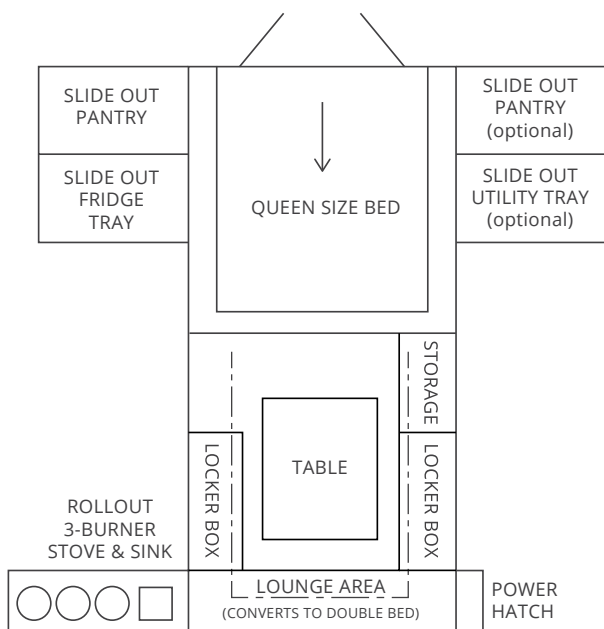 SLIDE OUT
PANTRY
SLIDE OUT
PANTRY
(optional)
SLIDE OUT
FRIDGE
TRAY
QUEEN SIZE BED
SLIDE OUT
UTILITY TRAY
(optional)
STORAGE
TABLE
LOCKER BOX
LOCKER BOX
ROLLOUT
3-BURNER
STOVE & SINK
LOUNGE AREA
(CONVERTS TO DOUBLE BED)
POWER
HATCH